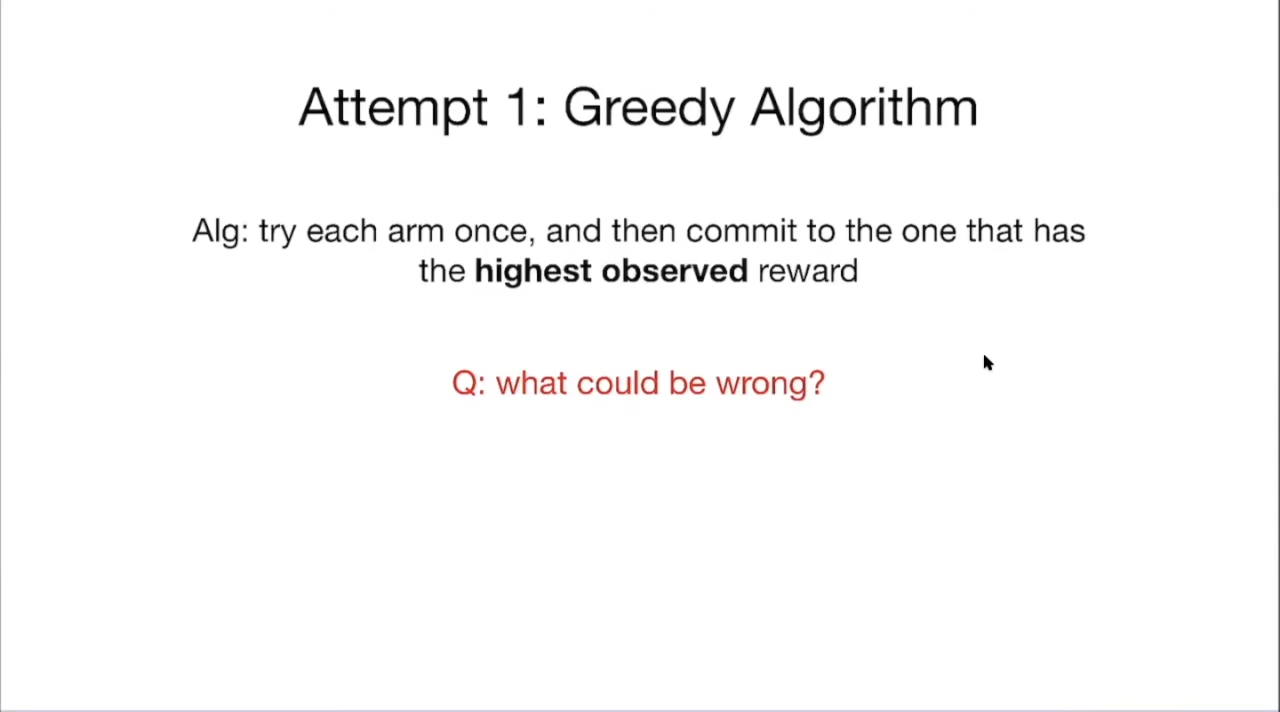 Attempt 1: Greedy Algorithm
Alg: try each arm once, and then commit to the one that has
the highest observed reward
Q: what could be wrong?